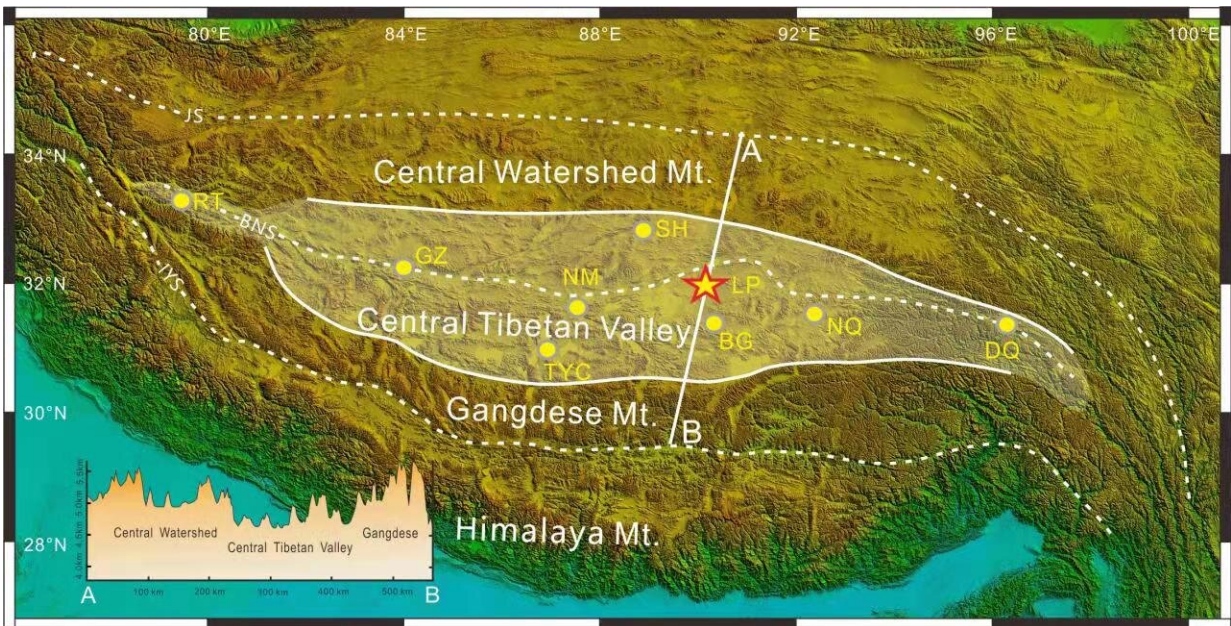 80°E 84°E 88°E 92°E 96°E 100°E
JS
34°N
A
Central Watershed Mt.
RT
BNS
SH
GZ
IYS
NM
32°N
LP
Central Tibetan Valley
NQ
BG
DQ
TYC
30°N
Gangdese Mt.
B
5.5km
5.0km
4.5km
4.0km
Central Watershed
Gangdese
Central Tibetan Valley
Himalaya Mt.
28°N
A
100 km 200 km 300 km 400 km 500 km
B